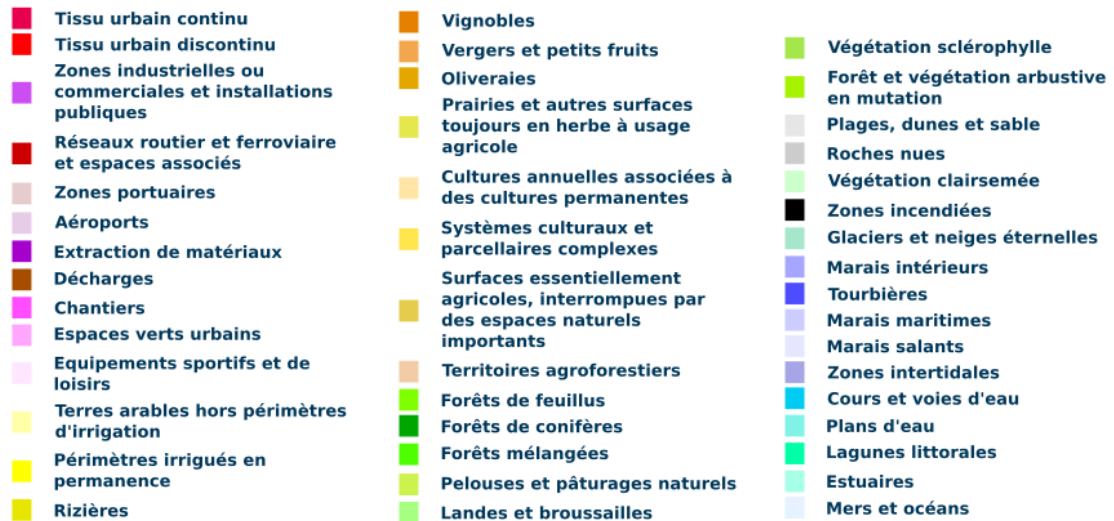 Tissu urbain continu
Tissu urbain discontinu
Zones industrielles ou
commerciales et installations
publiques
Réseaux routier et ferroviaire
et espaces associés
Zones portuaires
Aéroports
Extraction de matériaux
Décharges
Chantiers
Espaces verts urbains
Equipements sportifs et de
loisirs
Terres arables hors périmètres
d'irrigation
Périmètres irrigués en
permanence
Rizières
Vignobles
Vergers et petits fruits
Oliveraies
Prairies et autres surfaces
toujours en herbe à usage
agricole
Cultures annuelles associées à
des cultures permanentes
Systèmes culturaux et
parcellaires complexes
Surfaces essentiellement
agricoles, interrompues par
des espaces naturels
importants
Territoires agroforestiers
Forêts de feuillus
Forêts de conifères
Forêts mélangées
Pelouses et pâturages naturels
Landes et broussailles
Végétation sclérophylle
Forêt et végétation arbustive
en mutation
Plages, dunes et sable
Roches nues
Végétation clairsemée
Zones incendiées
Glaciers et neiges éternelles
Marais intérieurs
Tourbières
Marais maritimes
Marais salants
Zones intertidales
Cours et voies d'eau
Plans d'eau
Lagunes littorales
Estuaires
Mers et océans